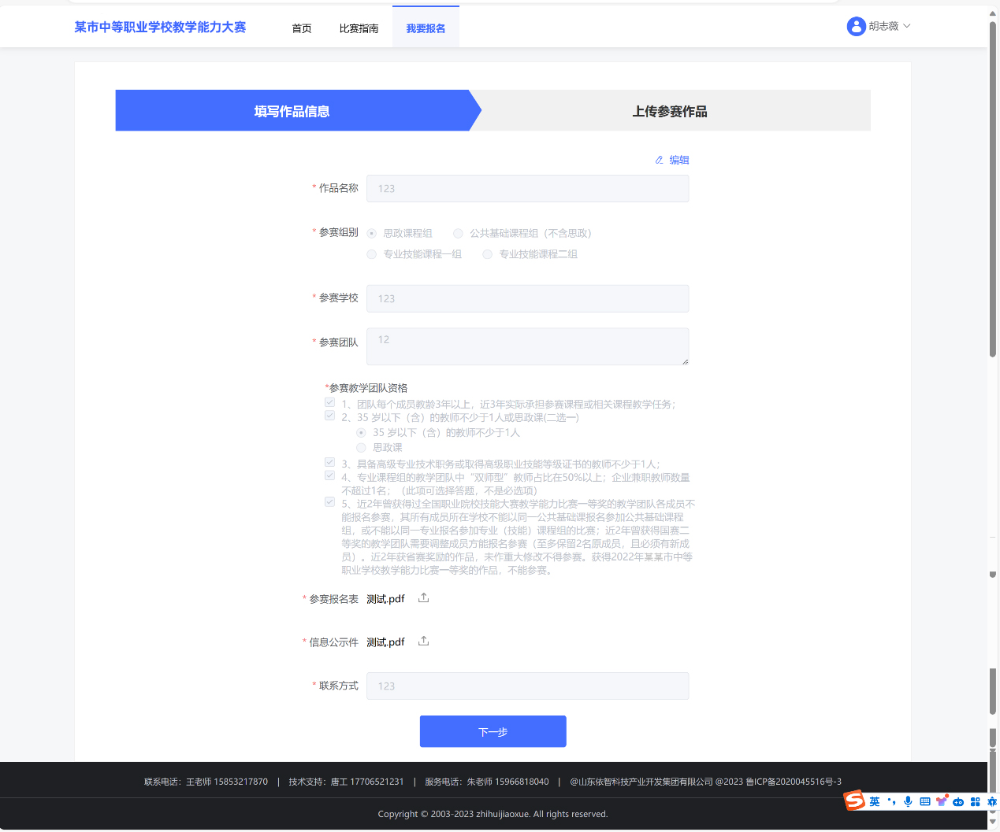 某市中等职业学校教学能力大赛 首页 比赛指南 我要报名 胡志薇
填写作品信息 上传参赛作品
编辑
* 作品名称 123
* 参赛组别 思政课程组 公共基础课程组（不含思政）
专业技能课程一组 专业技能课程二组
* 参赛学校 123
* 参赛团队 12
*参赛教学团队资格
1、团队每个成员教龄3年以上，近3年实际承担参赛课程或相关课程教学任务；
2、35 岁以下（含）的教师不少于1人或思政课(二选一)
35 岁以下（含）的教师不少于1人
思政课
3、具备高级专业技术职务或取得高级职业技能等级证书的教师不少于1人；
4、专业课程组的教学团队中“双师型”教师占比在50%以上；企业兼职教师数量
不超过1名；（此项可选择答题，不是必选项）
5、近2年曾获得过全国职业院校技能大赛教学能力比赛一等奖的教学团队各成员不
能报名参赛，其所有成员所在学校不能以同一公共基础课报名参加公共基础课程
组，或不能以同一专业报名参加专业（技能）课程组的比赛；近2年曾获得国赛二
等奖的教学团队需要调整成员方能报名参赛（至多保留2名原成员，且必须有新成
员）。近2年获省赛奖励的作品，未作重大修改不得参赛。获得2022年某某市中等
职业学校教学能力比赛一等奖的作品，不能参赛。
* 参赛报名表 测试.pdf
* 信息公示件 测试.pdf
* 联系方式 123
下一步
联系电话：王老师 15853217870 | 技术支持：唐工 17706521231 | 服务电话：朱老师 15966818040 | @山东依智科技产业开发集团有限公司 @2023 鲁ICP备2020045516号-3
英
Copyright © 2003-2023 zhihuijiaoxue. All rights reserved.